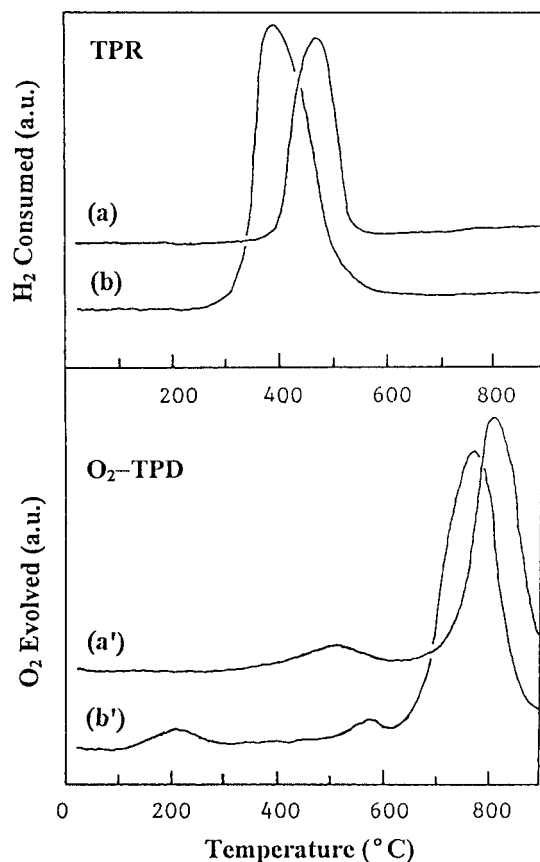 TPR
H₂ Consumed (a.u.)
(a)
(b)
200 400 600 800
O₂–TPD
O₂ Evolved (a.u.)
(a')
(b')
0 200 400 600 800
Temperature (°C)